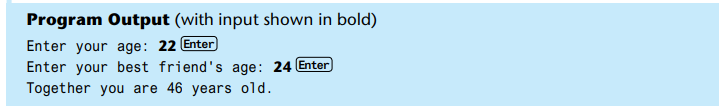 Program Output (with input shown in bold)
Enter your age: 22 Enter
Enter your best friend's age: 24 Enter
Together you are 46 years old.